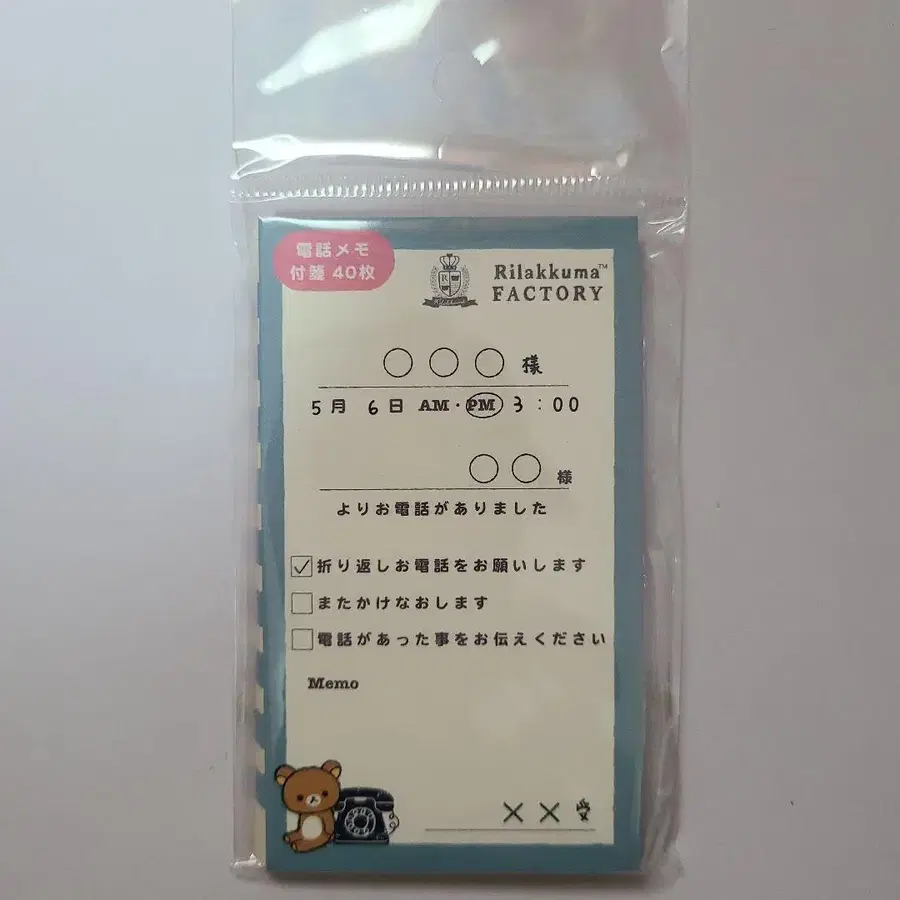 電話メモ
付箋 40枚
Rilakkuma™
FACTORY
○○○様
5月 6日 AM・PM 3:00
○○様
よりお電話がありました
折り返しお電話をお願いします
またかけなおします
電話があった事をお伝えください
Memo
××受